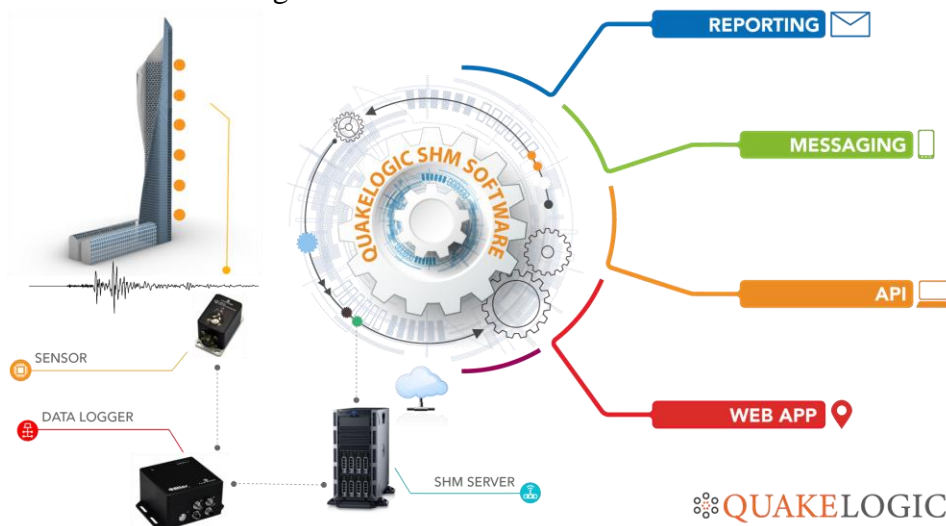 REPORTING
MESSAGING
QUAKELOGIC SHM SOFTWARE
API
SENSOR
DATA LOGGER
WEB APP
SHM SERVER
QUAKELOGIC